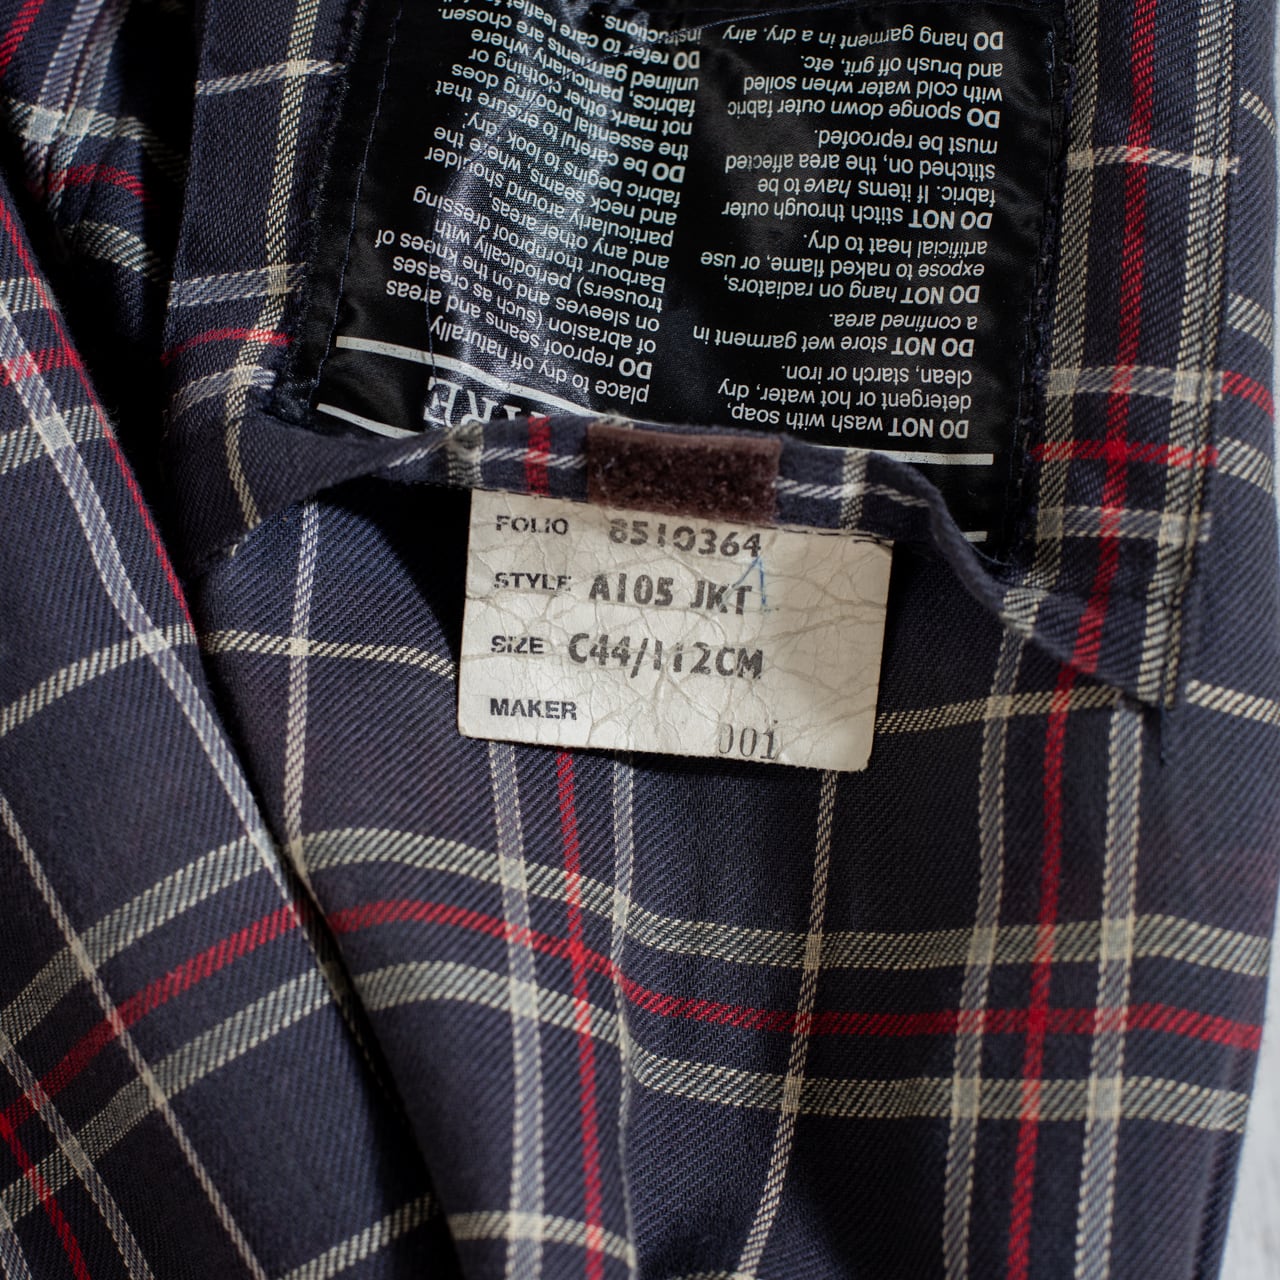 FOLIO 8510364
STYLE A105 JKT
SIZE C44/112CM
MAKER 001
DO NOT wash with soap,
detergent or hot water, dry
clean, starch or iron.
DO NOT store wet garment in
a confined area.
DO NOT hang on radiators,
expose to naked flame, or use
artificial heat to dry.
DO NOT stitch through outer
fabric. If items have to be
stitched on, the area affected
must be reproofed.
DO sponge down outer fabric
with cold water when soiled
and brush off grit, etc.
DO hang garment in a dry, airy
place to dry off naturally
DO reproof seams and areas
of abrasion (such as creases
on sleeves and on the knees of
trousers) periodically with
Barbour thornproof dressing
and any other areas
particularly around shoulder
and neck seams where the
fabric begins to look dry.
DO be careful to ensure that
the essential proofing does
not mark other clothing or
fabrics, particularly where
unlined garments are chosen.
DO refer to care leaflet
instructions.